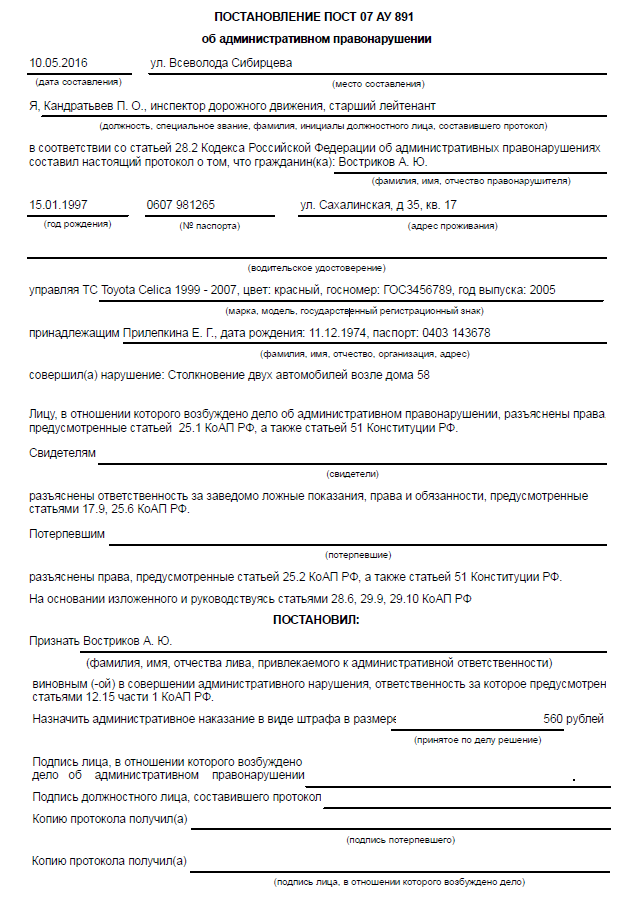 ПОСТАНОВЛЕНИЕ ПОСТ 07 АУ 891
об административном правонарушении
10.05.2016 ул. Всеволода Сибирцева
(дата составления) (место составления)
Я, Кандратьвев П. О., инспектор дорожного движения, старший лейтенант
(должность, специальное звание, фамилия, инициалы должностного лица, составившего протокол)
в соответствии со статьей 28.2 Кодекса Российской Федерации об административных правонарушениях
составил настоящий протокол о том, что гражданин(ка): Востриков А. Ю.
(фамилия, имя, отчество правонарушителя)
15.01.1997 0607 981265 ул. Сахалинская, д 35, кв. 17
(год рождения) (№ паспорта) (адрес проживания)
(водительское удостоверение)
управляя ТС Toyota Celica 1999 - 2007, цвет: красный, госномер: ГОС3456789, год выпуска: 2005
(марка, модель, государственный регистрационный знак)
принадлежащим Прилепкина Е. Г., дата рождения: 11.12.1974, паспорт: 0403 143678
(фамилия, имя, отчество, организация, адрес)
совершил(а) нарушение: Столкновение двух автомобилей возле дома 58
Лицу, в отношении которого возбуждено дело об административном правонарушении, разъяснены права
предусмотренные статьей 25.1 КоАП РФ, а также статьей 51 Конституции РФ.
Свидетелям
(свидетели)
разъяснены ответственность за заведомо ложные показания, права и обязанности, предусмотренные
статьями 17.9, 25.6 КоАП РФ.
Потерпевшим
(потерпевшие)
разъяснены права, предусмотренные статьей 25.2 КоАП РФ, а также статьей 51 Конституции РФ.
На основании изложенного и руководствуясь статьями 28.6, 29.9, 29.10 КоАП РФ
ПОСТАНОВИЛ:
Признать Востриков А. Ю.
(фамилия, имя, отчества лива, привлекаемого к административной ответственности)
виновным (-ой) в совершении административного нарушения, ответственность за которое предусмотрен
статьями 12.15 части 1 КоАП РФ.
Назначить административное наказание в виде штрафа в размере 560 рублей
(принятое по делу решение)
Подпись лица, в отношении которого возбуждено
дело об административном правонарушении .
Подпись должностного лица, составившего протокол
Копию протокола получил(а)
(подпись потерпевшего)
Копию протокола получил(а)
(подпись лица, в отношении которого возбуждено дело)